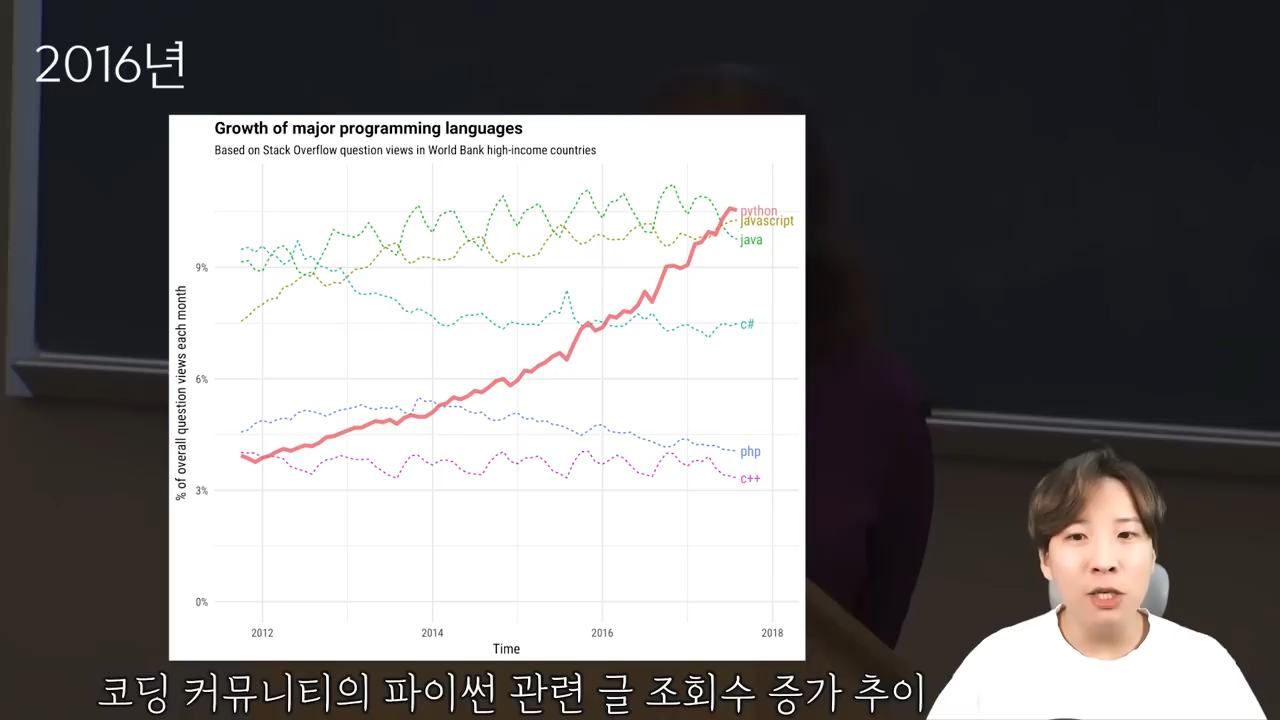 2016년
Growth of major programming languages
Based on Stack Overflow question views in World Bank high-income countries
% of overall question views each month
9%
6%
3%
0%
python
javascript
java
c#
php
c++
2012
2014
2016
2018
Time
코딩 커뮤니티의 파이썬 관련 글 조회수 증가 추이